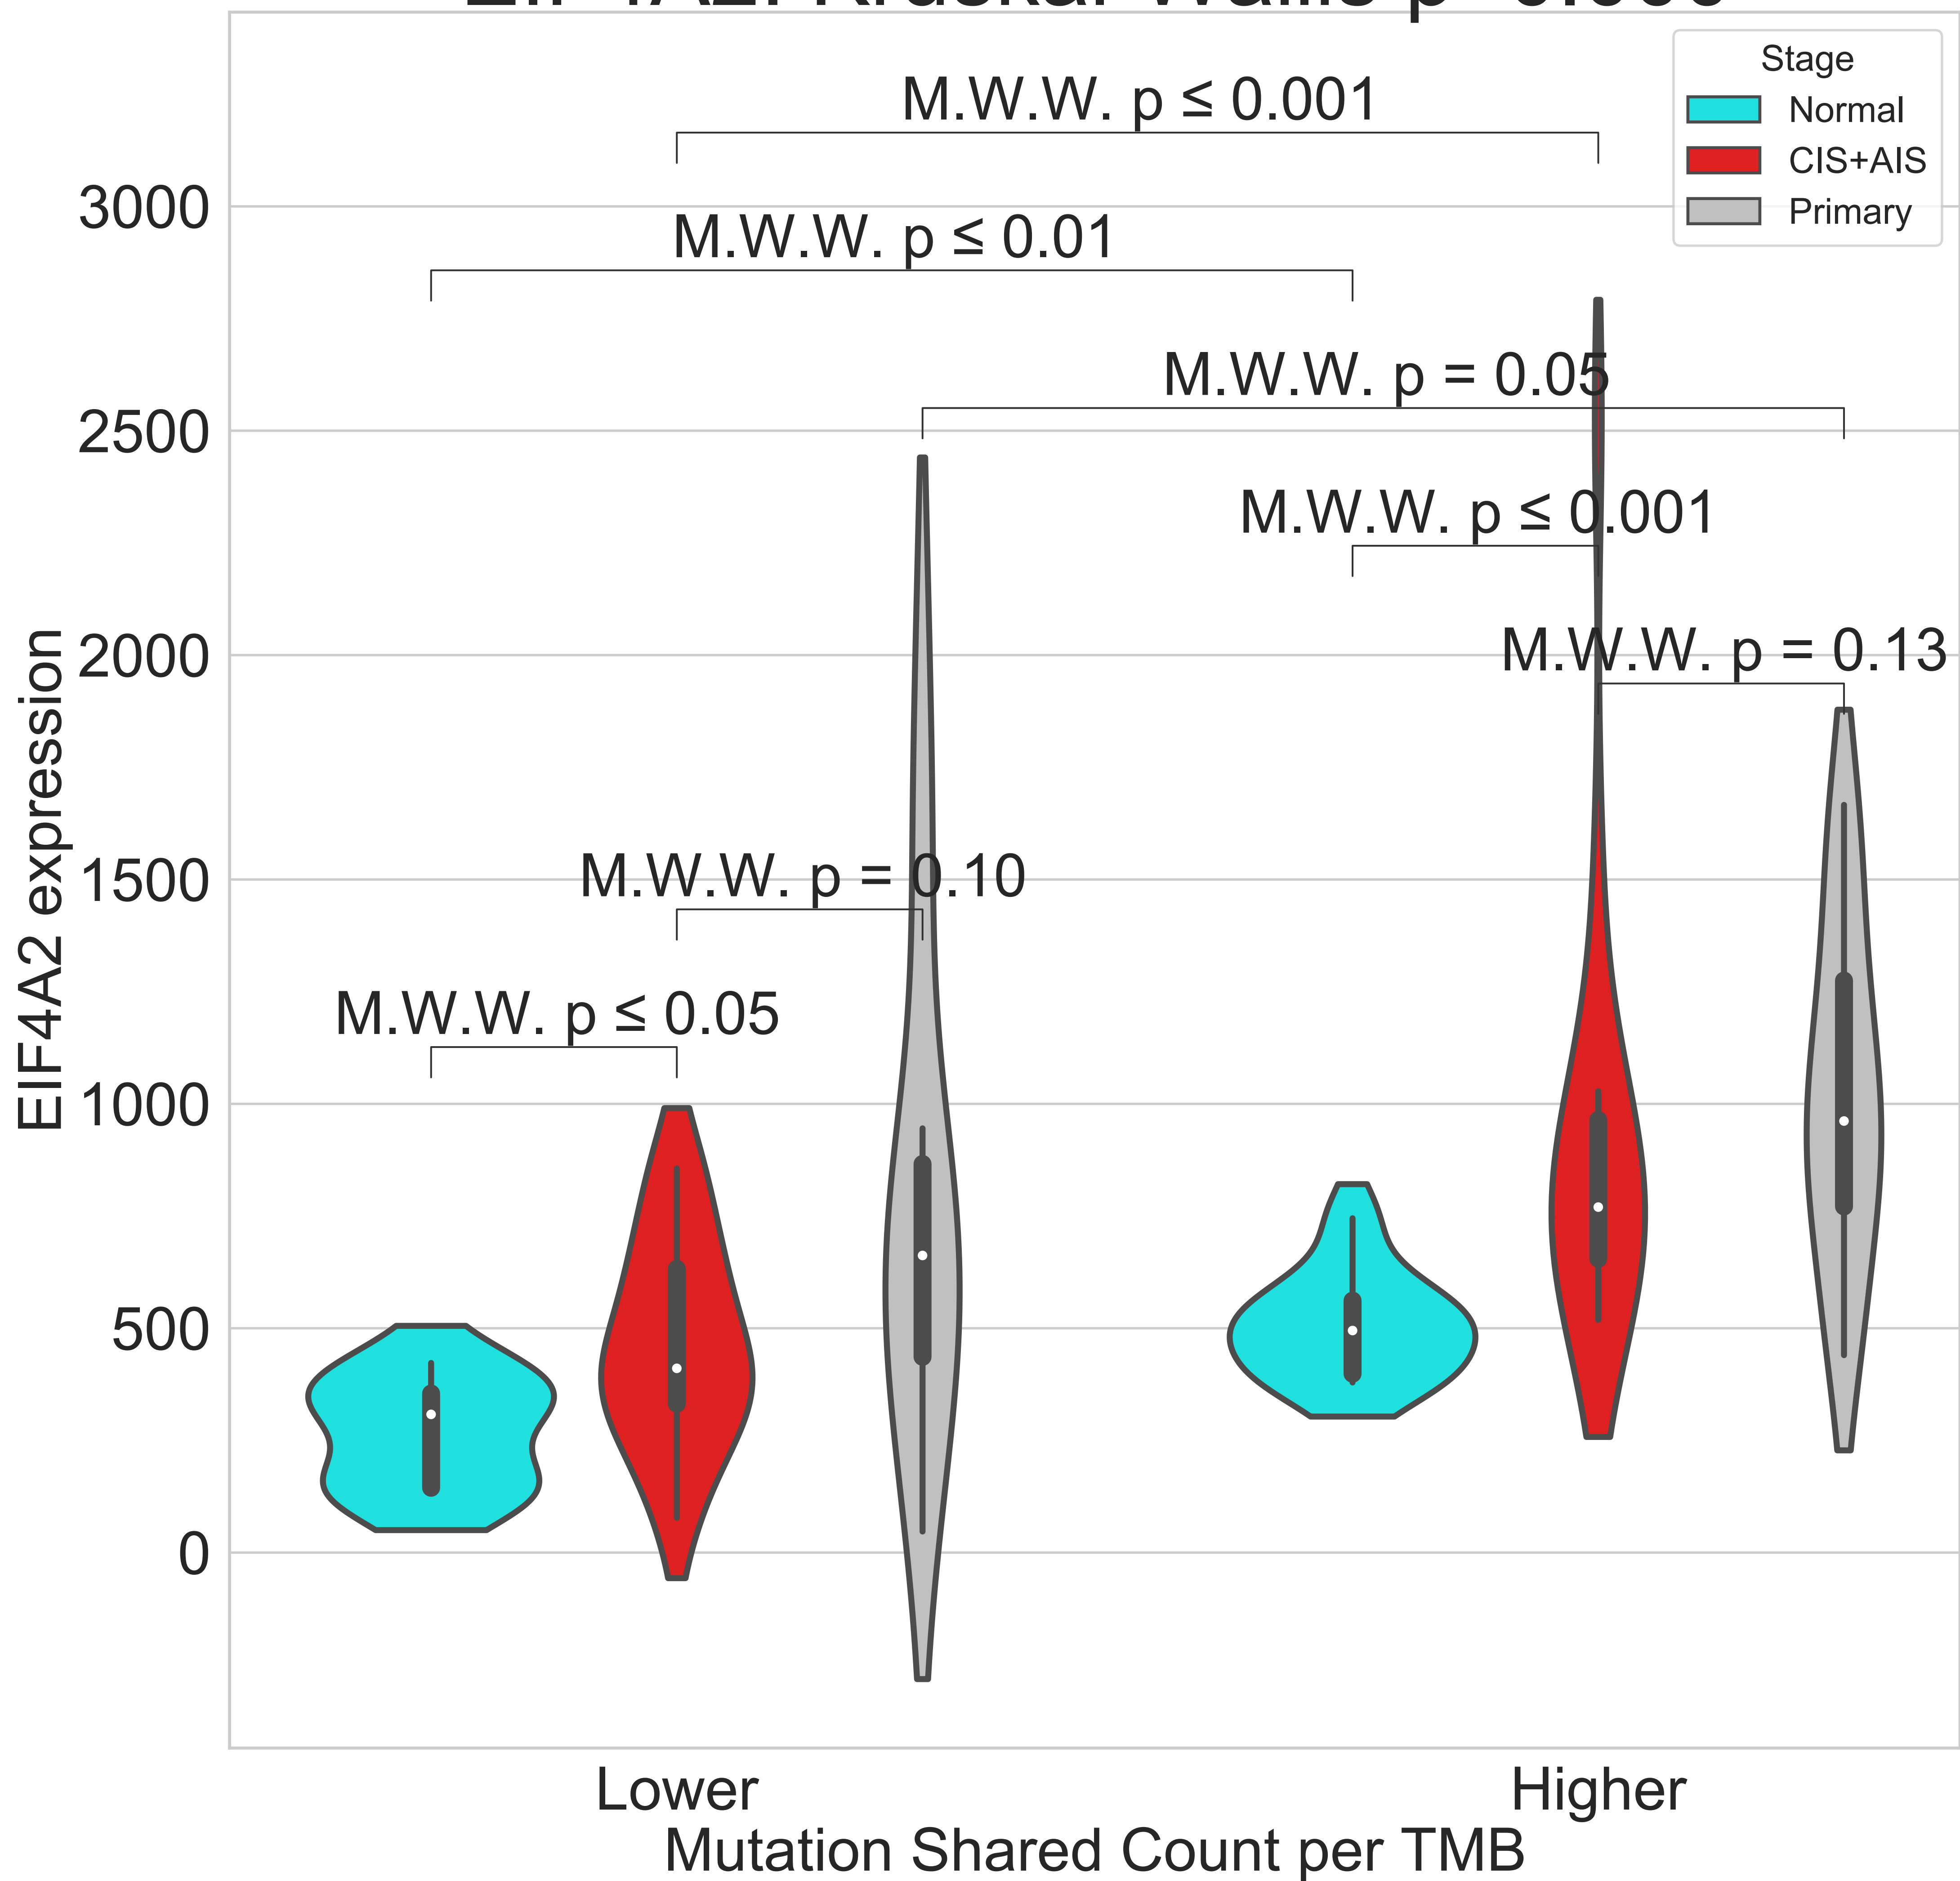 Stage
Normal
CIS+AIS
Primary
M.W.W. p ≤ 0.001
M.W.W. p ≤ 0.01
M.W.W. p = 0.05
M.W.W. p ≤ 0.001
M.W.W. p = 0.13
M.W.W. p = 0.10
M.W.W. p ≤ 0.05
3000
2500
2000
1500
1000
500
0
EIF4A2 expression
Lower
Higher
Mutation Shared Count per TMB